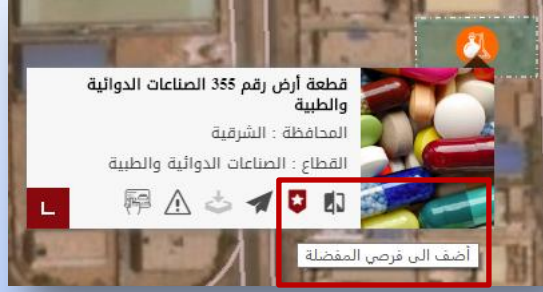 قطعة أرض رقم 355 الصناعات الدوائية
والطبية
المحافظة : الشرقية
القطاع : الصناعات الدوائية والطبية
أضف الى فرصي المفضلة